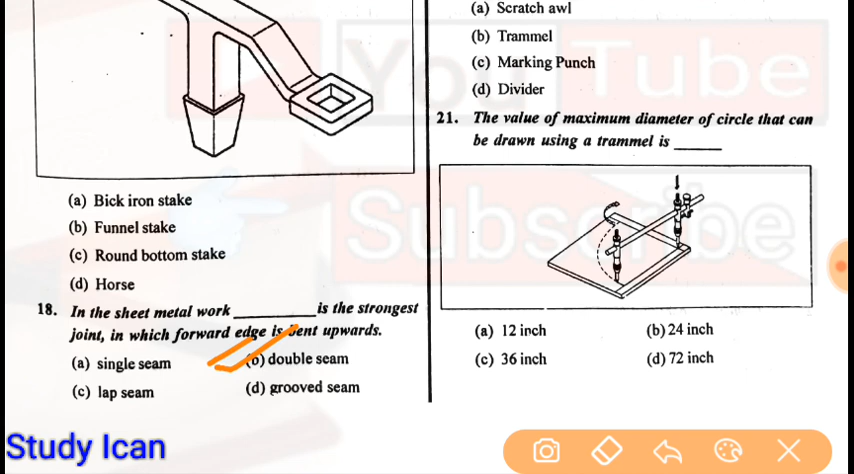 (a) Bick iron stake
(b) Funnel stake
(c) Round bottom stake
(d) Horse
18. In the sheet metal work ________ is the strongest
joint, in which forward edge is bent upwards.
(a) single seam (b) double seam
(c) lap seam (d) grooved seam
(a) Scratch awl
(b) Trammel
(c) Marking Punch
(d) Divider
21. The value of maximum diameter of circle that can
be drawn using a trammel is ______
(a) 12 inch (b) 24 inch
(c) 36 inch (d) 72 inch
YouTube
Subscribe
Study Ican